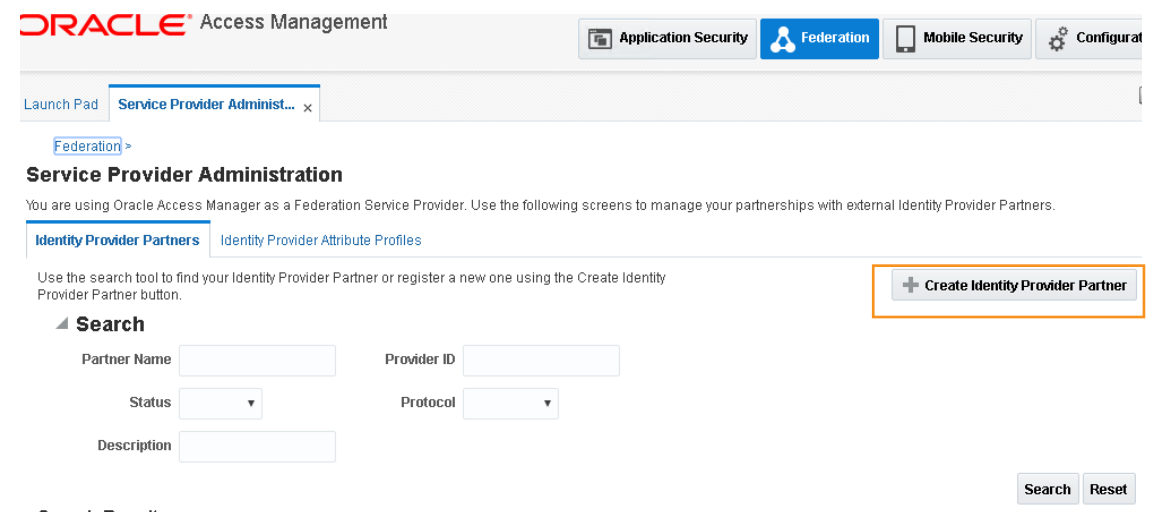 ORACLE® Access Management
Application Security
Federation
Mobile Security
Configurat
Launch Pad
Service Provider Administ... x
Federation >
Service Provider Administration
You are using Oracle Access Manager as a Federation Service Provider. Use the following screens to manage your partnerships with external Identity Provider Partners.
Identity Provider Partners
Identity Provider Attribute Profiles
Use the search tool to find your Identity Provider Partner or register a new one using the Create Identity
Provider Partner button.
Create Identity Provider Partner
Search
Partner Name
Provider ID
Status
Protocol
Description
Search
Reset